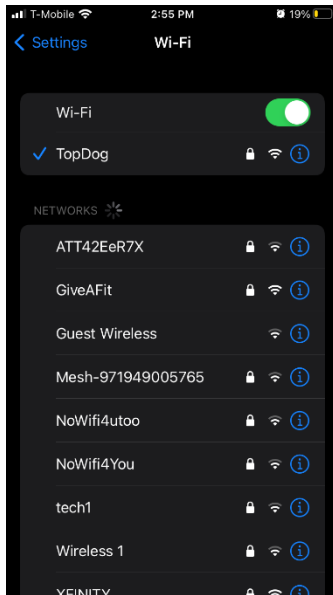 T-Mobile 2:55 PM 19%
Settings Wi-Fi
Wi-Fi
TopDog
NETWORKS
ATT42EeR7X
GiveAFit
Guest Wireless
Mesh-971949005765
NoWifi4utoo
NoWifi4You
tech1
Wireless 1
XFINITY